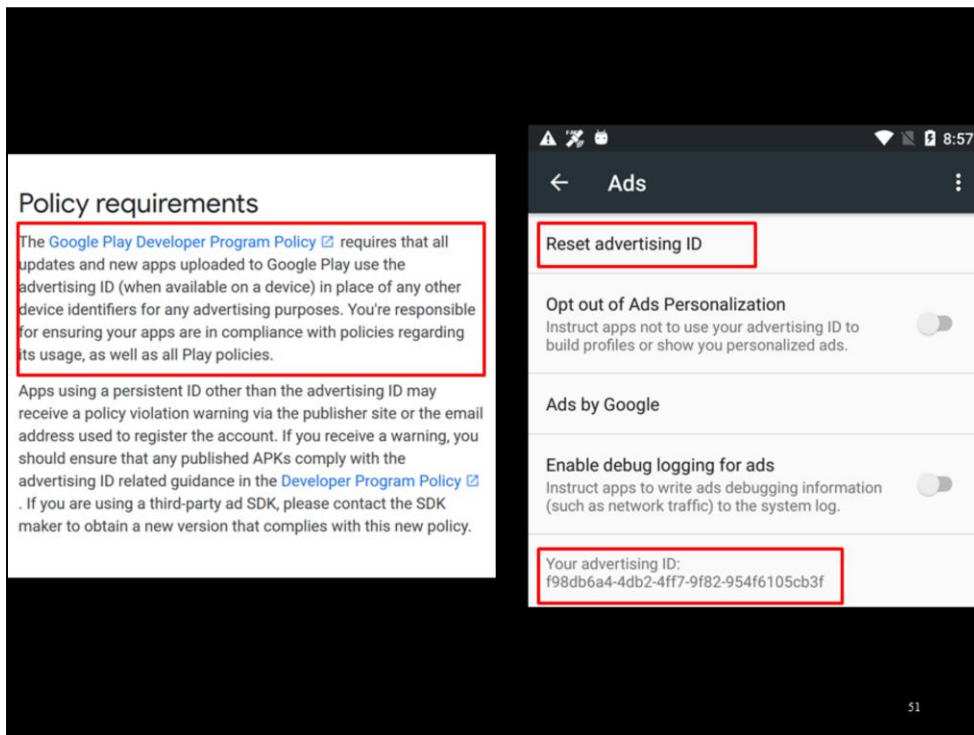 Policy requirements
The Google Play Developer Program Policy requires that all
updates and new apps uploaded to Google Play use the
advertising ID (when available on a device) in place of any other
device identifiers for any advertising purposes. You're responsible
for ensuring your apps are in compliance with policies regarding
its usage, as well as all Play policies.
Apps using a persistent ID other than the advertising ID may
receive a policy violation warning via the publisher site or the email
address used to register the account. If you receive a warning, you
should ensure that any published APKs comply with the
advertising ID related guidance in the Developer Program Policy
. If you are using a third-party ad SDK, please contact the SDK
maker to obtain a new version that complies with this new policy.
8:57
Ads
Reset advertising ID
Opt out of Ads Personalization
Instruct apps not to use your advertising ID to
build profiles or show you personalized ads.
Ads by Google
Enable debug logging for ads
Instruct apps to write ads debugging information
(such as network traffic) to the system log.
Your advertising ID:
f98db6a4-4db2-4ff7-9f82-954f6105cb3f
51